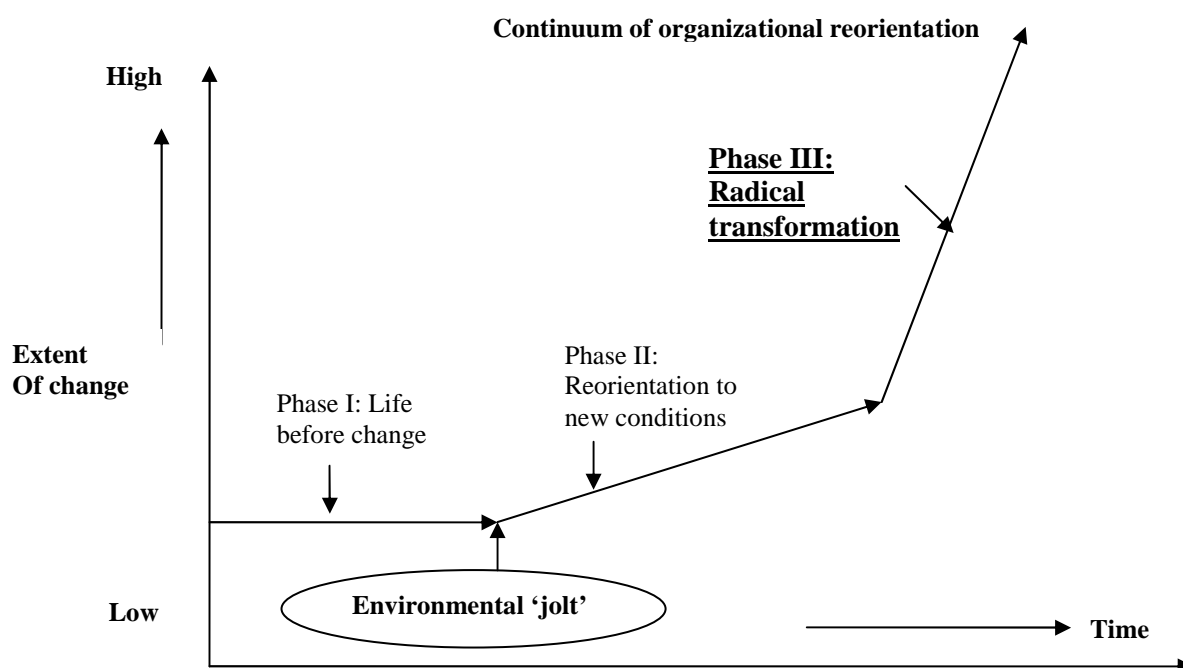 Continuum of organizational reorientation
High
Phase III:
Radical
transformation
Extent
Of change
Phase II:
Reorientation to
new conditions
Phase I: Life
before change
Environmental ‘jolt’
Low
Time